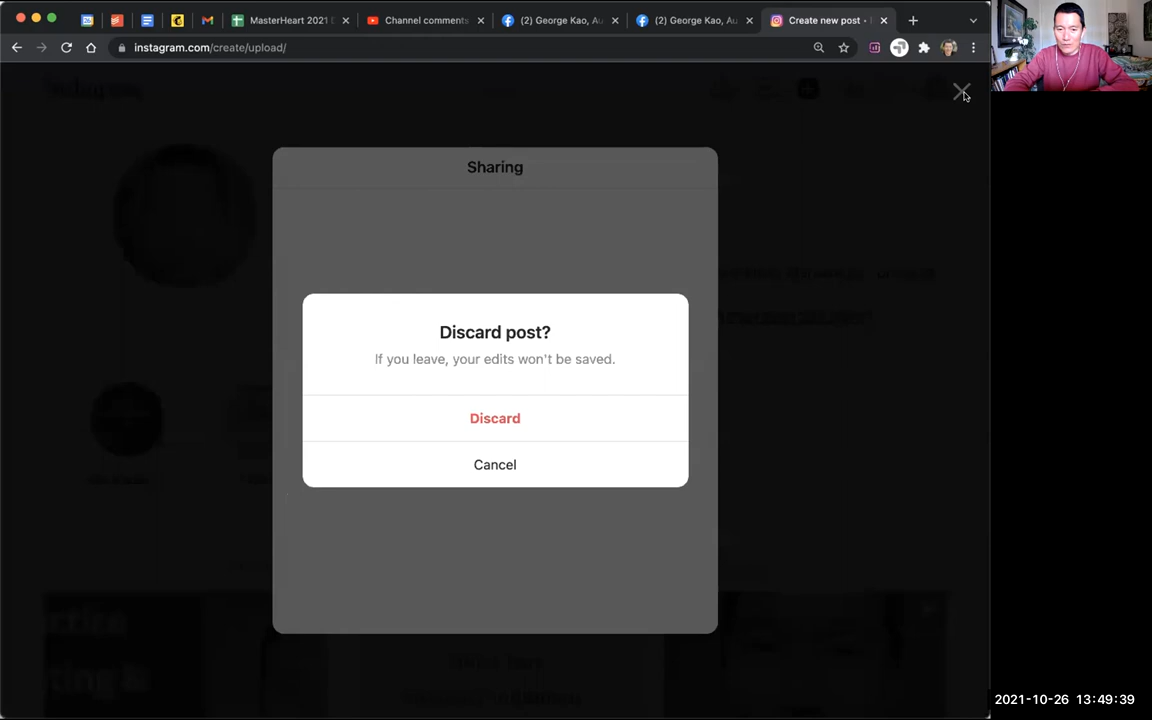 MasterHeart 2021 D
Channel comments
(2) George Kao, Au
(2) George Kao, Au
Create new post •
instagram.com/create/upload/
Sharing
Discard post?
If you leave, your edits won't be saved.
Discard
Cancel
2021-10-26 13:49:39